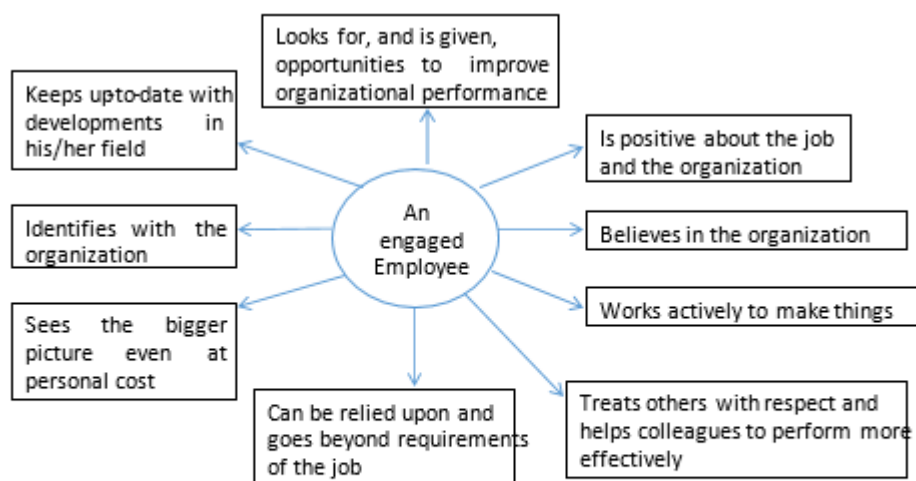 Looks for, and is given,
opportunities to improve
organizational performance
Keeps up-to-date with
developments in
his/her field
Is positive about the job
and the organization
An
engaged
Employee
Identifies with the
organization
Believes in the organization
Sees the bigger
picture even at
personal cost
Works actively to make things
Can be relied upon and
goes beyond requirements
of the job
Treats others with respect and
helps colleagues to perform more
effectively